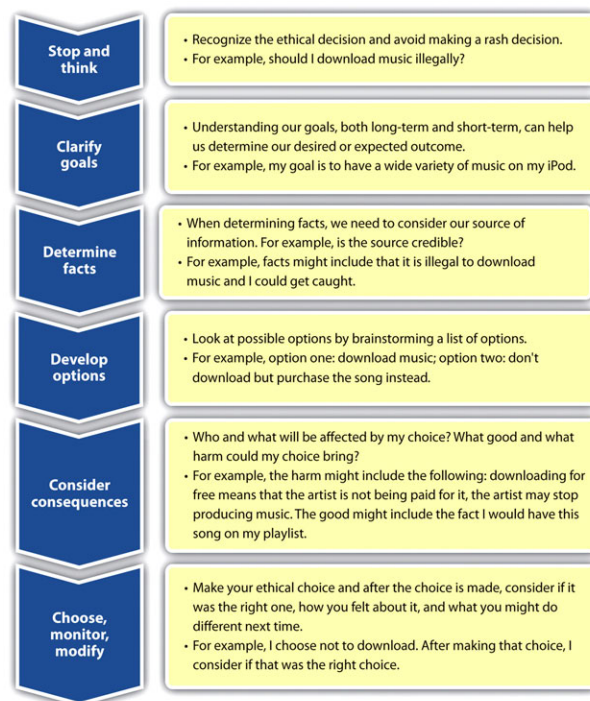 Stop and
think
• Recognize the ethical decision and avoid making a rash decision.
• For example, should I download music illegally?
Clarify
goals
• Understanding our goals, both long-term and short-term, can help
us determine our desired or expected outcome.
• For example, my goal is to have a wide variety of music on my iPod.
Determine
facts
• When determining facts, we need to consider our source of
information. For example, is the source credible?
• For example, facts might include that it is illegal to download
music and I could get caught.
Develop
options
• Look at possible options by brainstorming a list of options.
• For example, option one: download music; option two: don't
download but purchase the song instead.
Consider
consequences
• Who and what will be affected by my choice? What good and what
harm could my choice bring?
• For example, the harm might include the following: downloading for
free means that the artist is not being paid for it, the artist may stop
producing music. The good might include the fact I would have this
song on my playlist.
Choose,
monitor,
modify
• Make your ethical choice and after the choice is made, consider if it
was the right one, how you felt about it, and what you might do
different next time.
• For example, I choose not to download. After making that choice, I
consider if that was the right choice.